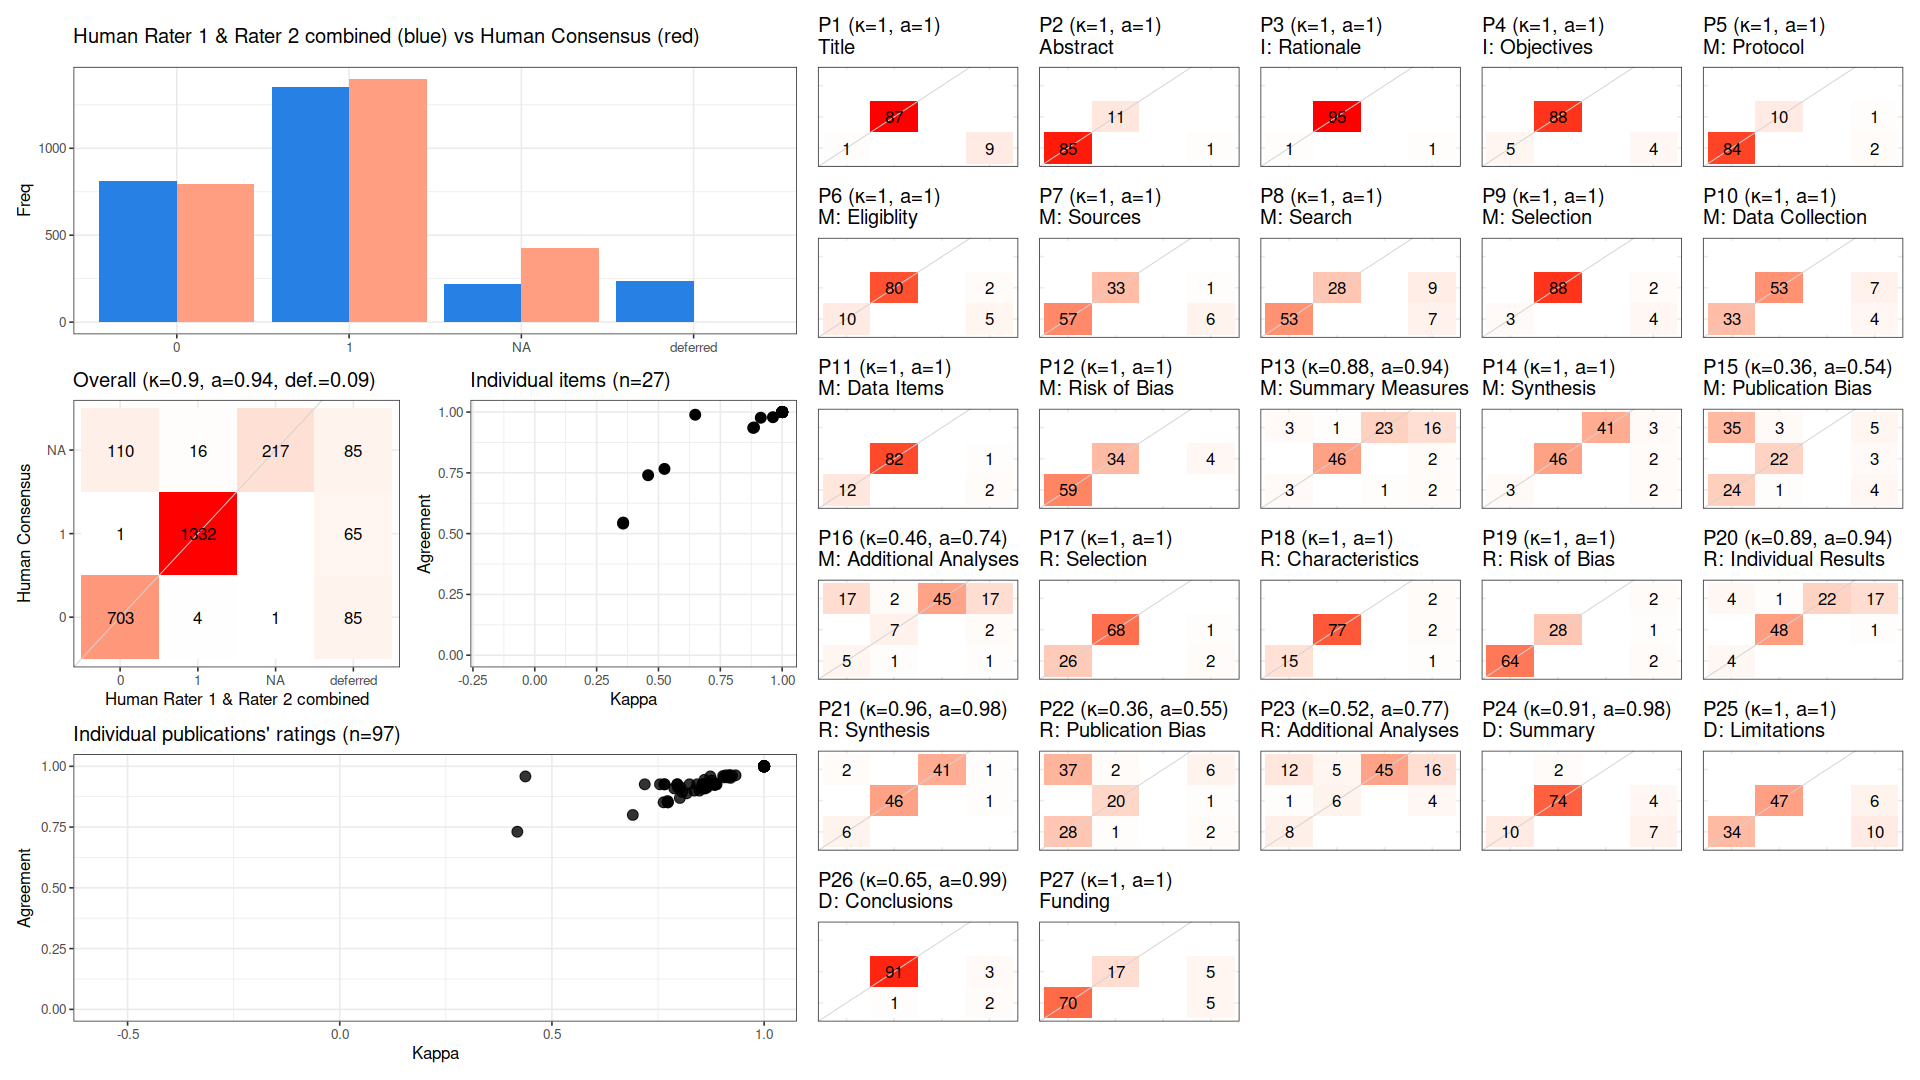 Human Rater 1 & Rater 2 combined (blue) vs Human Consensus (red)
Freq
1000
500
0
0 1 NA deferred
Overall (κ=0.9, a=0.94, def.=0.09)
Human Consensus
NA 110 16 217 85
1 1 1332 65
0 703 4 1 85
0 1 NA deferred
Human Rater 1 & Rater 2 combined
Individual items (n=27)
Agreement
1.00
0.75
0.50
0.25
0.00
-0.25 0.00 0.25 0.50 0.75 1.00
Kappa
Individual publications' ratings (n=97)
Agreement
1.00
0.75
0.50
0.25
0.00
-0.5 0.0 0.5 1.0
Kappa
P1 (κ=1, a=1)
Title
87
1 9
P2 (κ=1, a=1)
Abstract
11
85 1
P3 (κ=1, a=1)
I: Rationale
95
1 1
P4 (κ=1, a=1)
I: Objectives
88
5 4
P5 (κ=1, a=1)
M: Protocol
10 1
84 2
P6 (κ=1, a=1)
M: Eligiblity
80 2
10 5
P7 (κ=1, a=1)
M: Sources
33 1
57 6
P8 (κ=1, a=1)
M: Search
28 9
53 7
P9 (κ=1, a=1)
M: Selection
88 2
3 4
P10 (κ=1, a=1)
M: Data Collection
53 7
33 4
P11 (κ=1, a=1)
M: Data Items
82 1
12 2
P12 (κ=1, a=1)
M: Risk of Bias
34 4
59
P13 (κ=0.88, a=0.94)
M: Summary Measures
3 1 23 16
46 2
3 1 2
P14 (κ=1, a=1)
M: Synthesis
41 3
46 2
3 2
P15 (κ=0.36, a=0.54)
M: Publication Bias
35 3 5
22 3
24 1 4
P16 (κ=0.46, a=0.74)
M: Additional Analyses
17 2 45 17
7 2
5 1 1
P17 (κ=1, a=1)
R: Selection
68 1
26 2
P18 (κ=1, a=1)
R: Characteristics
2
77 2
15 1
P19 (κ=1, a=1)
R: Risk of Bias
2
28 1
64 2
P20 (κ=0.89, a=0.94)
R: Individual Results
4 1 22 17
48 1
4
P21 (κ=0.96, a=0.98)
R: Synthesis
2 41 1
46 1
6
P22 (κ=0.36, a=0.55)
R: Publication Bias
37 2 6
20 1
28 1 2
P23 (κ=0.52, a=0.77)
R: Additional Analyses
12 5 45 16
1 6 4
8
P24 (κ=0.91, a=0.98)
D: Summary
2
74 4
10 7
P25 (κ=1, a=1)
D: Limitations
47 6
34 10
P26 (κ=0.65, a=0.99)
D: Conclusions
91 3
1 2
P27 (κ=1, a=1)
Funding
17 5
70 5